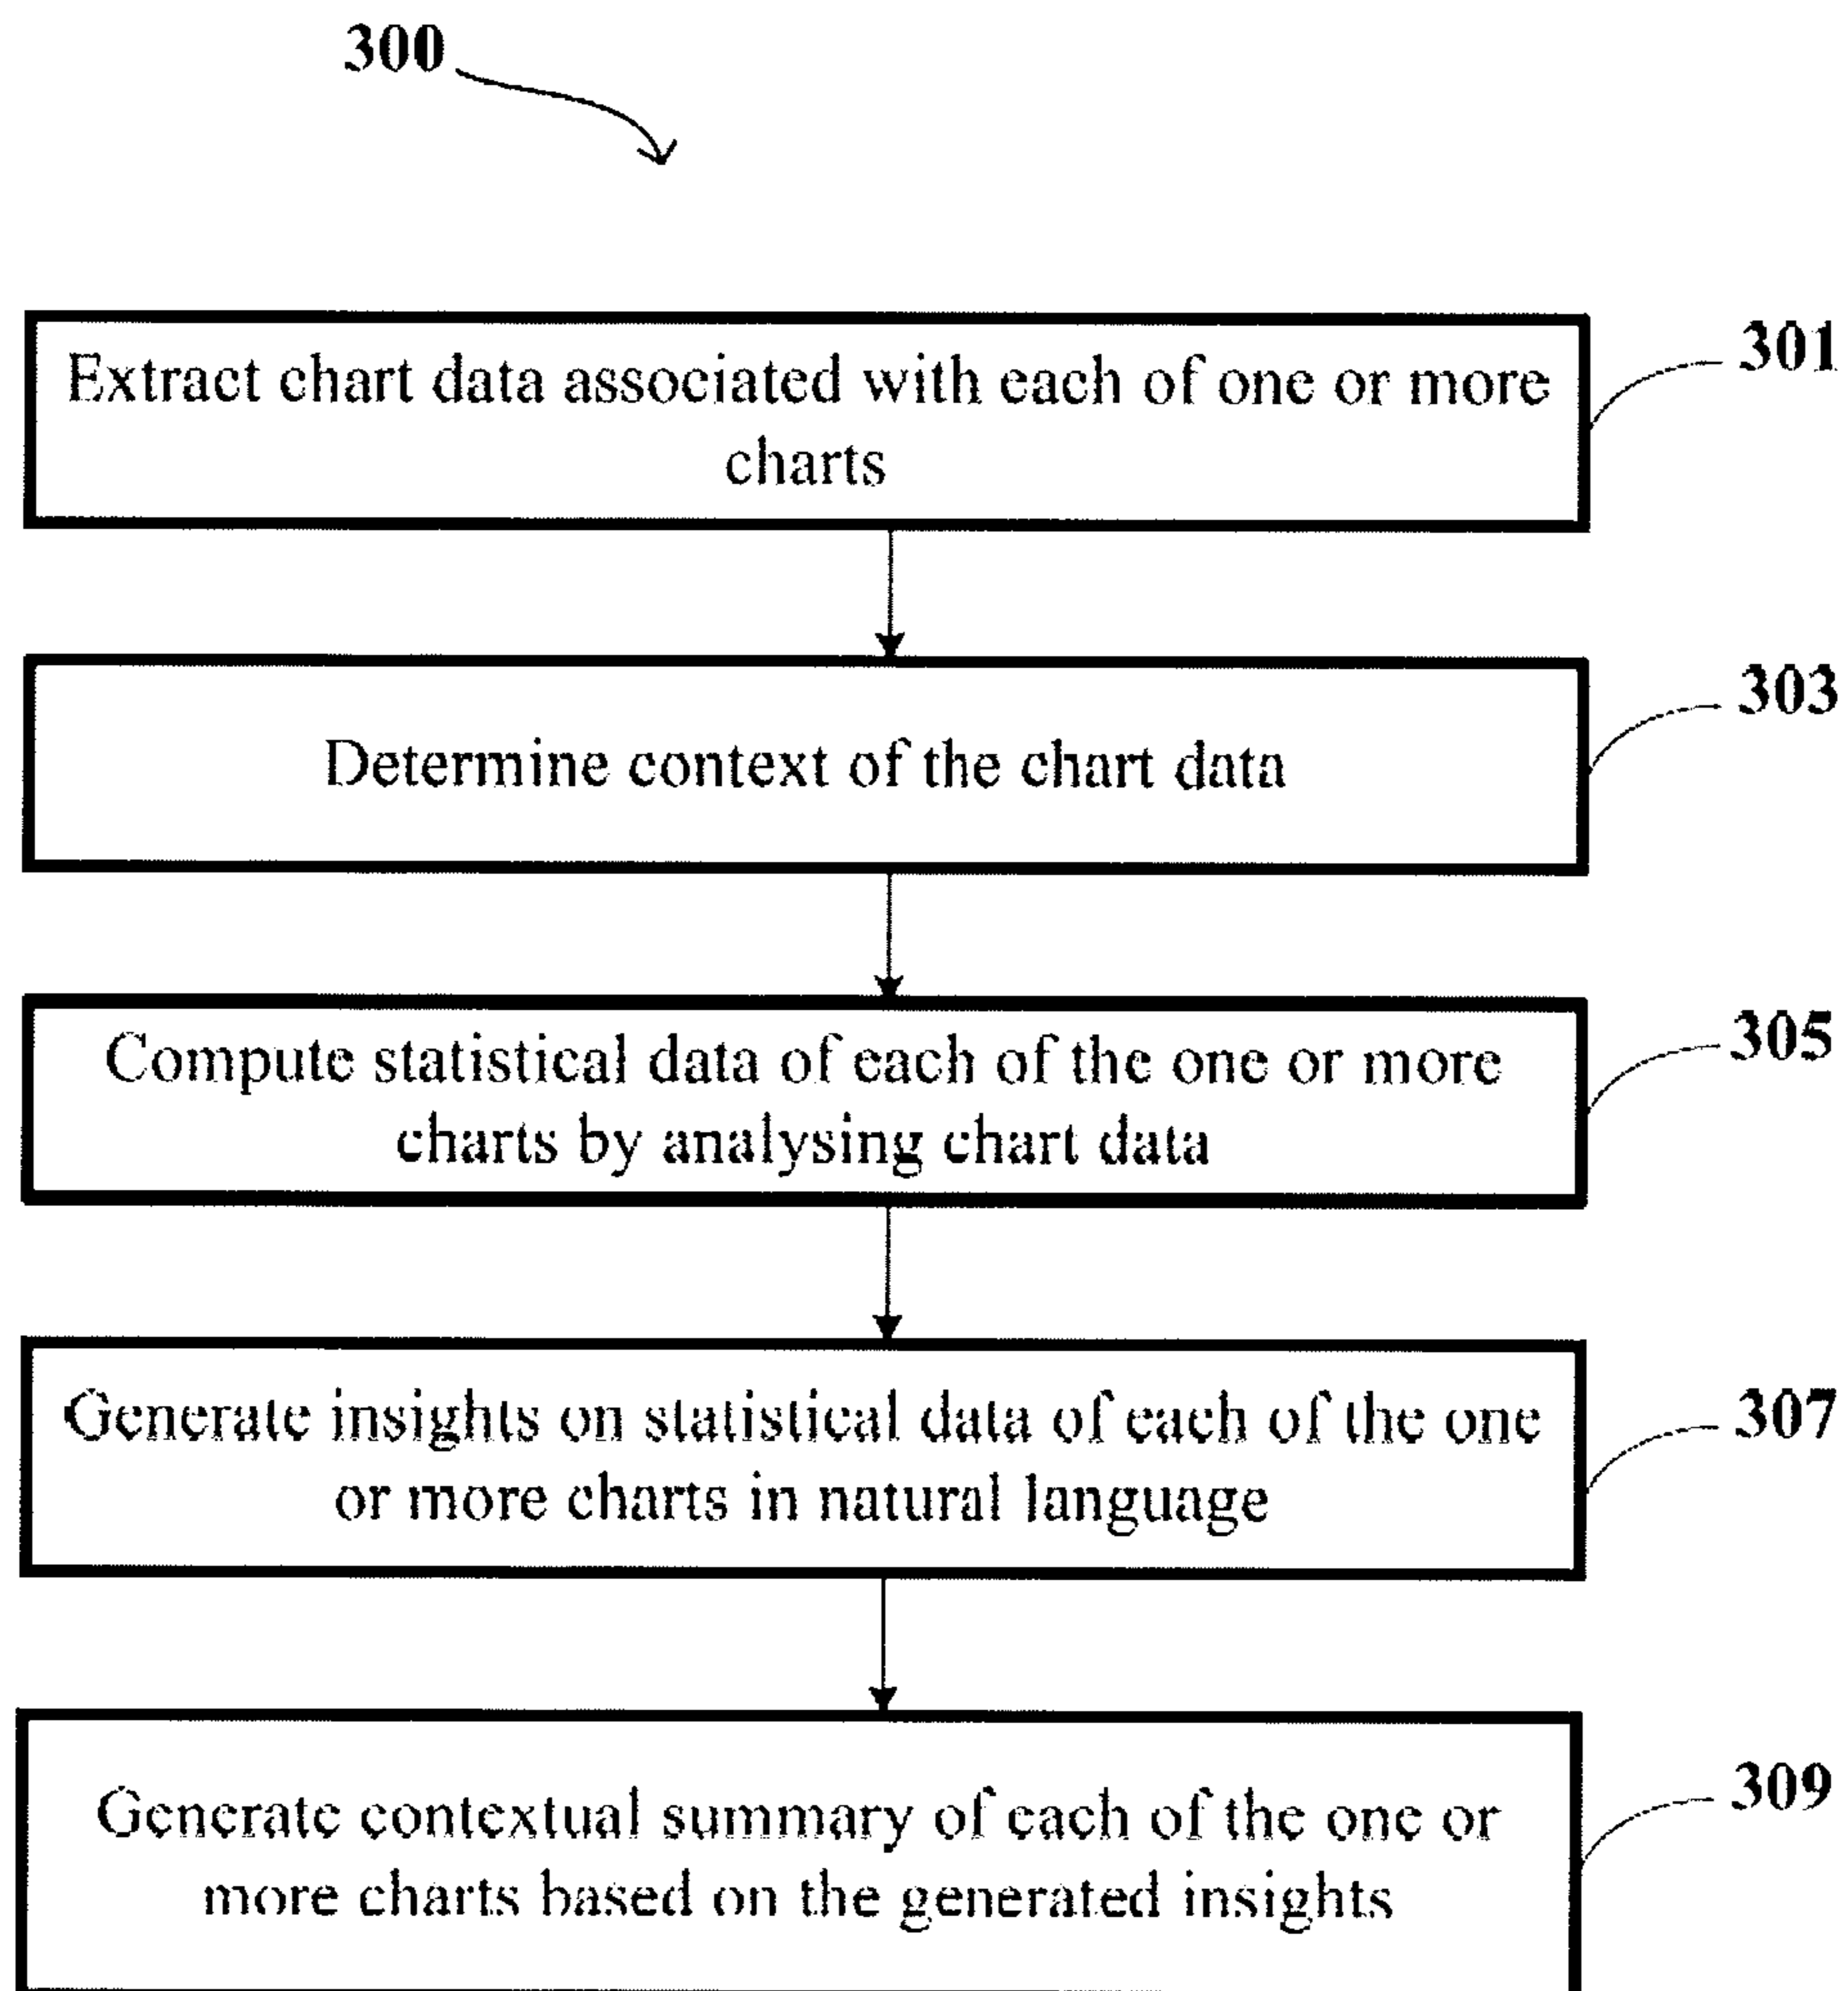 300
Extract chart data associated with each of one or more
charts
301
Determine context of the chart data
303
Compute statistical data of each of the one or more
charts by analysing chart data
305
Generate insights on statistical data of each of the one
or more charts in natural language
307
Generate contextual summary of each of the one or
more charts based on the generated insights
309